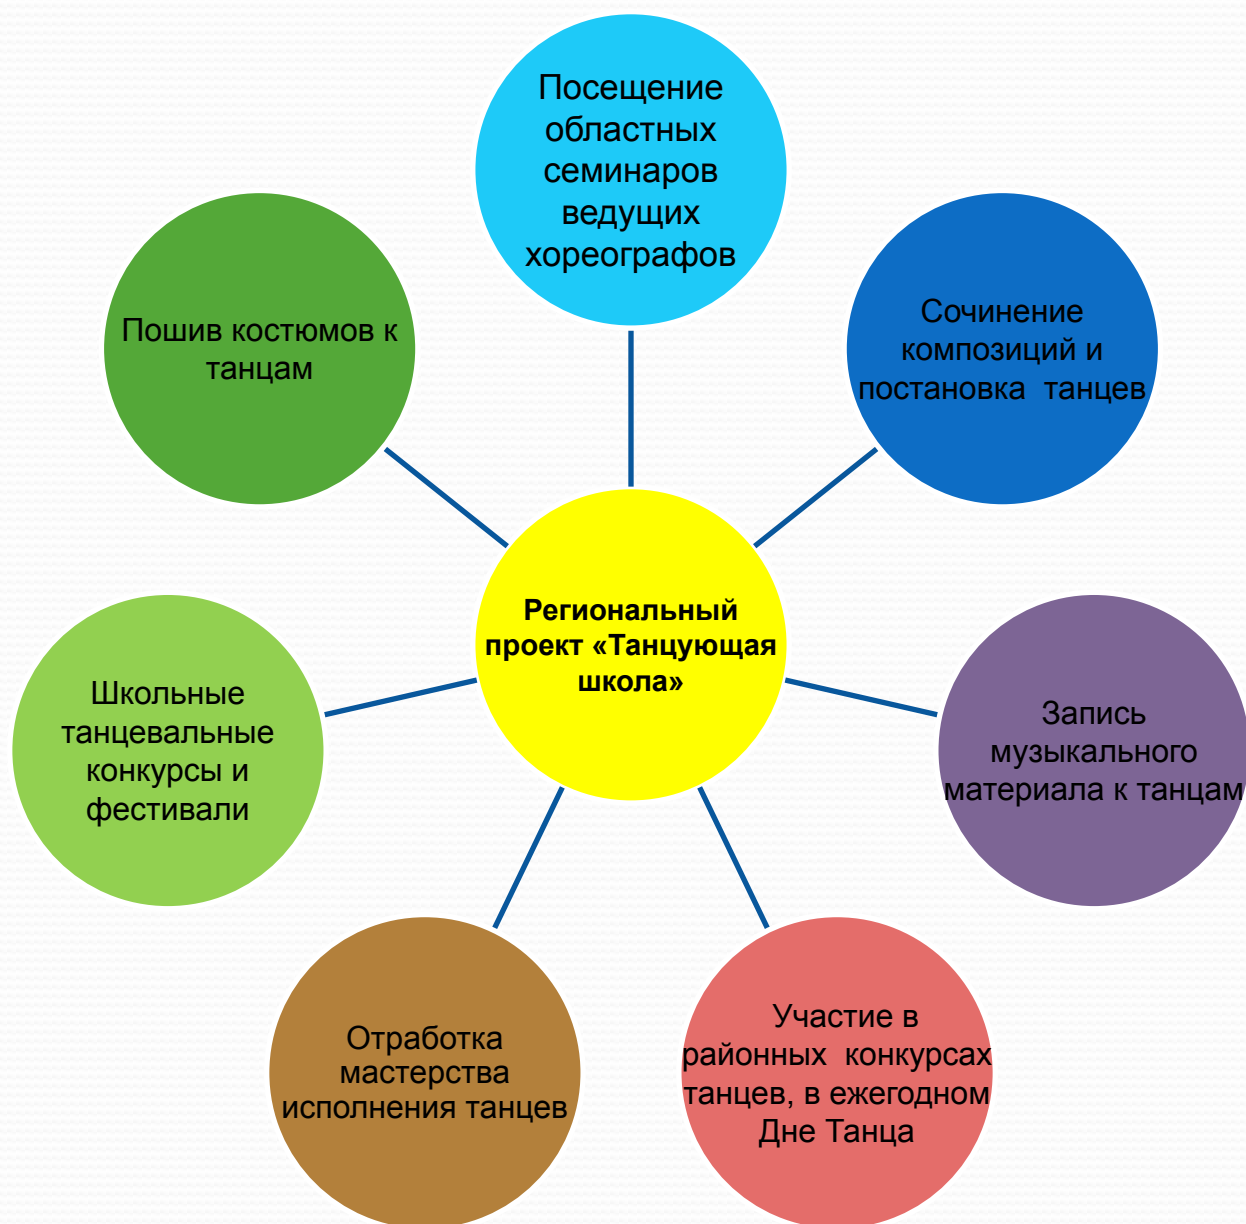 Посещение
областных
семинаров
ведущих
хореографов
Сочинение
композиций и
постановка  танцев
Запись
музыкального
материала к танцам
Участие в
районных  конкурсах
танцев, в ежегодном
Дне Танца
Отработка
мастерства
исполнения танцев
Школьные
танцевальные
конкурсы и
фестивали
Пошив костюмов к
танцам
Региональный
проект «Танцующая
школа»